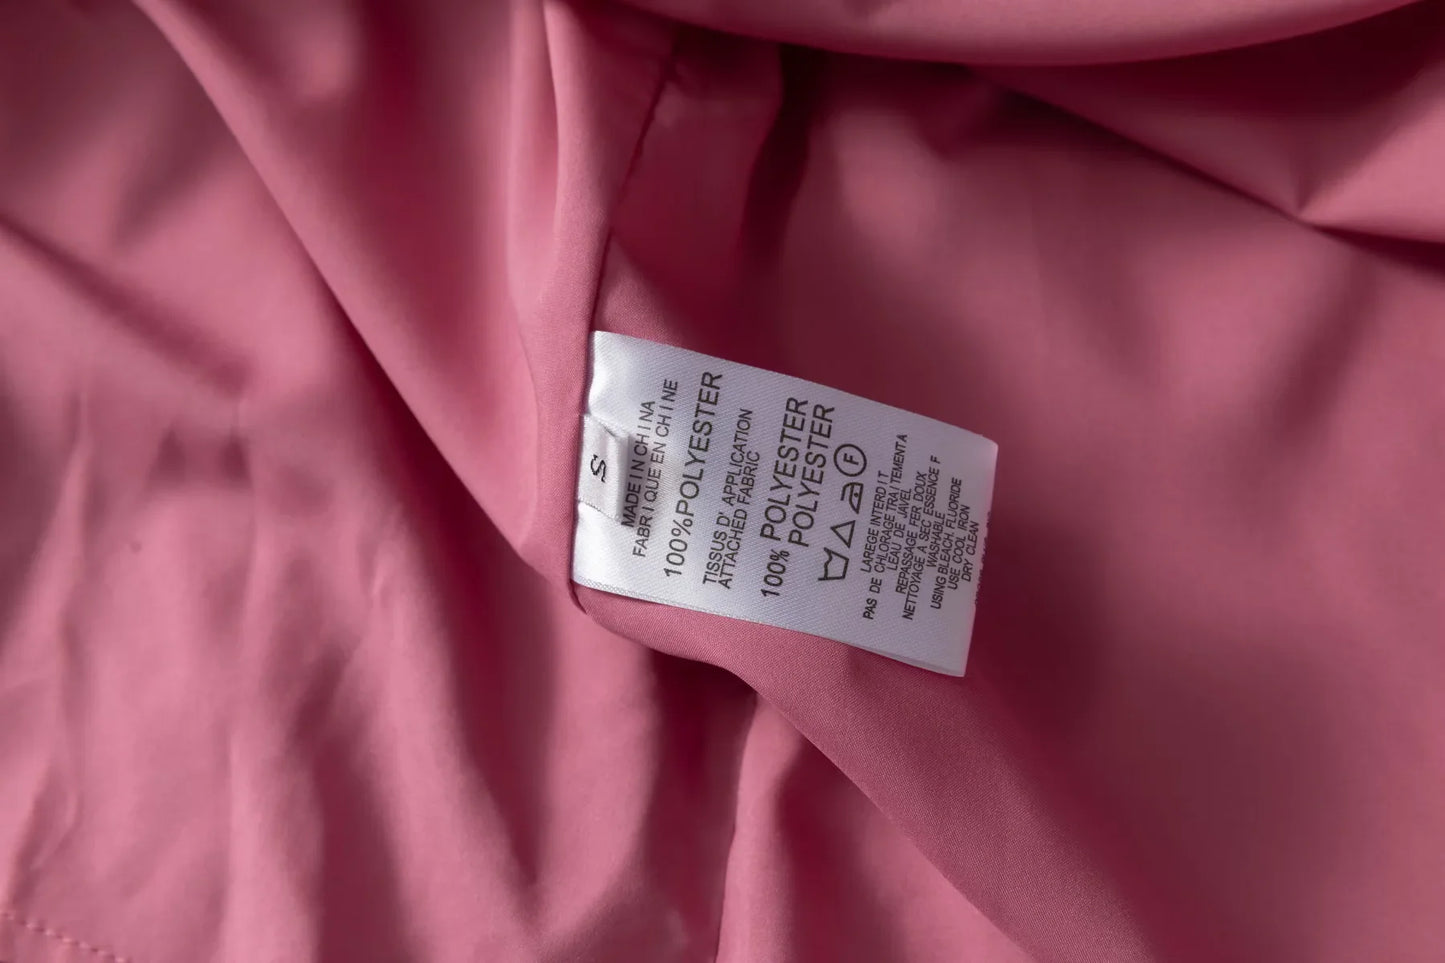 S
MADE IN CHINA
FABRIQUE EN CHINE
100%POLYESTER
TISSUS D' APPLICATION
ATTACHED FABRIC
100% POLYESTER
POLYESTER
F
PAS DE LAREGE INTERDIT
CHLORAGE TRAITEMENTA
LEAU DE JAVEL
REPASSAGE FER DOUX
NETTOYAGE A SEC ESSENCE F
WASHABLE
USING BLEACH FLUORIDE
USE COOL IRON
DRY CLEAN